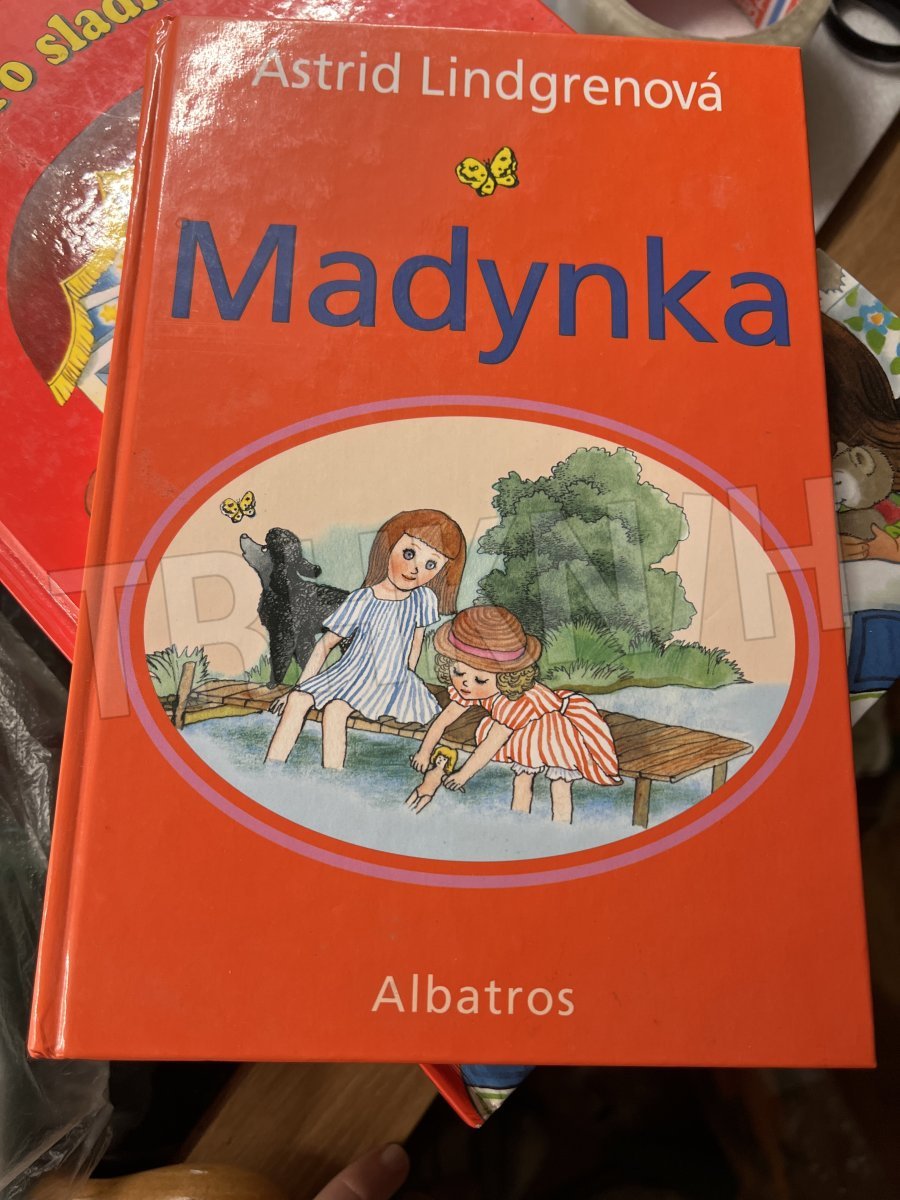 Astrid Lindgrenová
Madynka
Albatros